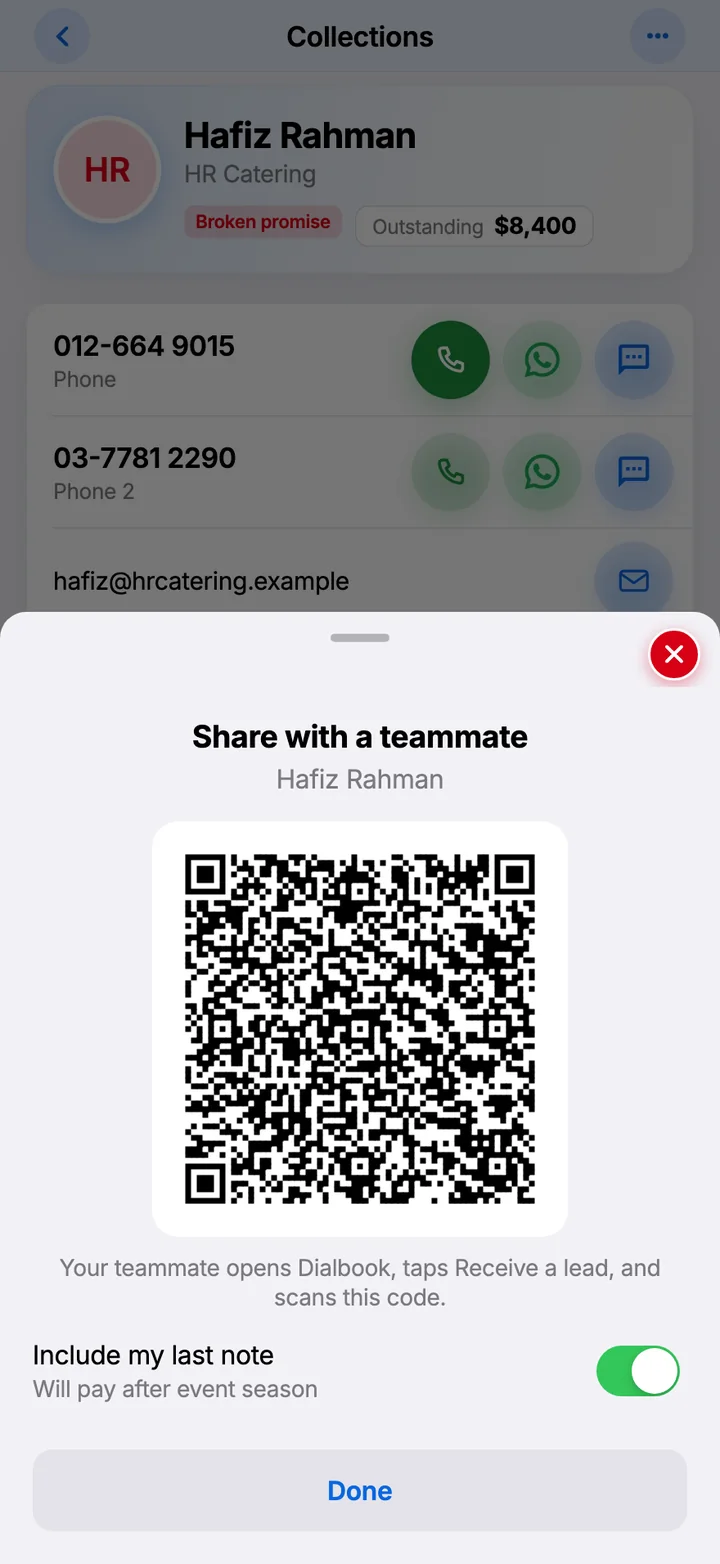 Collections
HR
Hafiz Rahman
HR Catering
Broken promise
Outstanding $8,400
012-664 9015
Phone
03-7781 2290
Phone 2
hafiz@hrcatering.example
Share with a teammate
Hafiz Rahman
Your teammate opens Dialbook, taps Receive a lead, and
scans this code.
Include my last note
Will pay after event season
Done